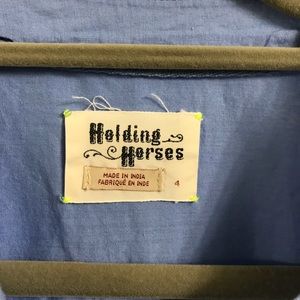 Holding
Horses
MADE IN INDIA
FABRIQUÉ EN INDE
4